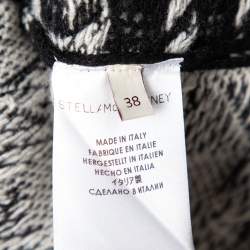 STELLA McCARTNEY
38
MADE IN ITALY
FABRIQUE EN ITALIE
HERGESTELLT IN ITALIEN
HECHO EN ITALIA
イタリア製
СДЕЛАНО В ИТАЛИИ